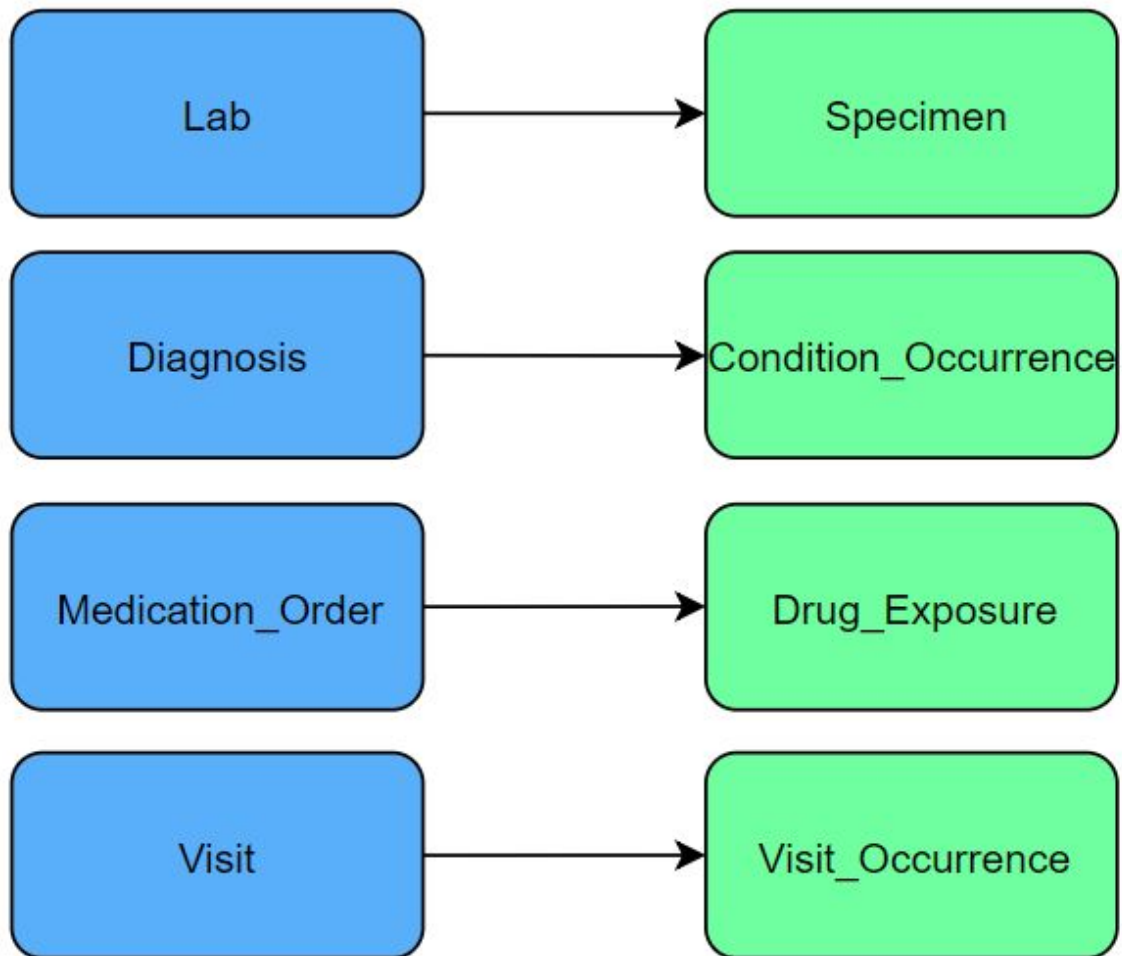 Lab
Specimen
Diagnosis
Condition_Occurrence
Medication_Order
Drug_Exposure
Visit
Visit_Occurrence